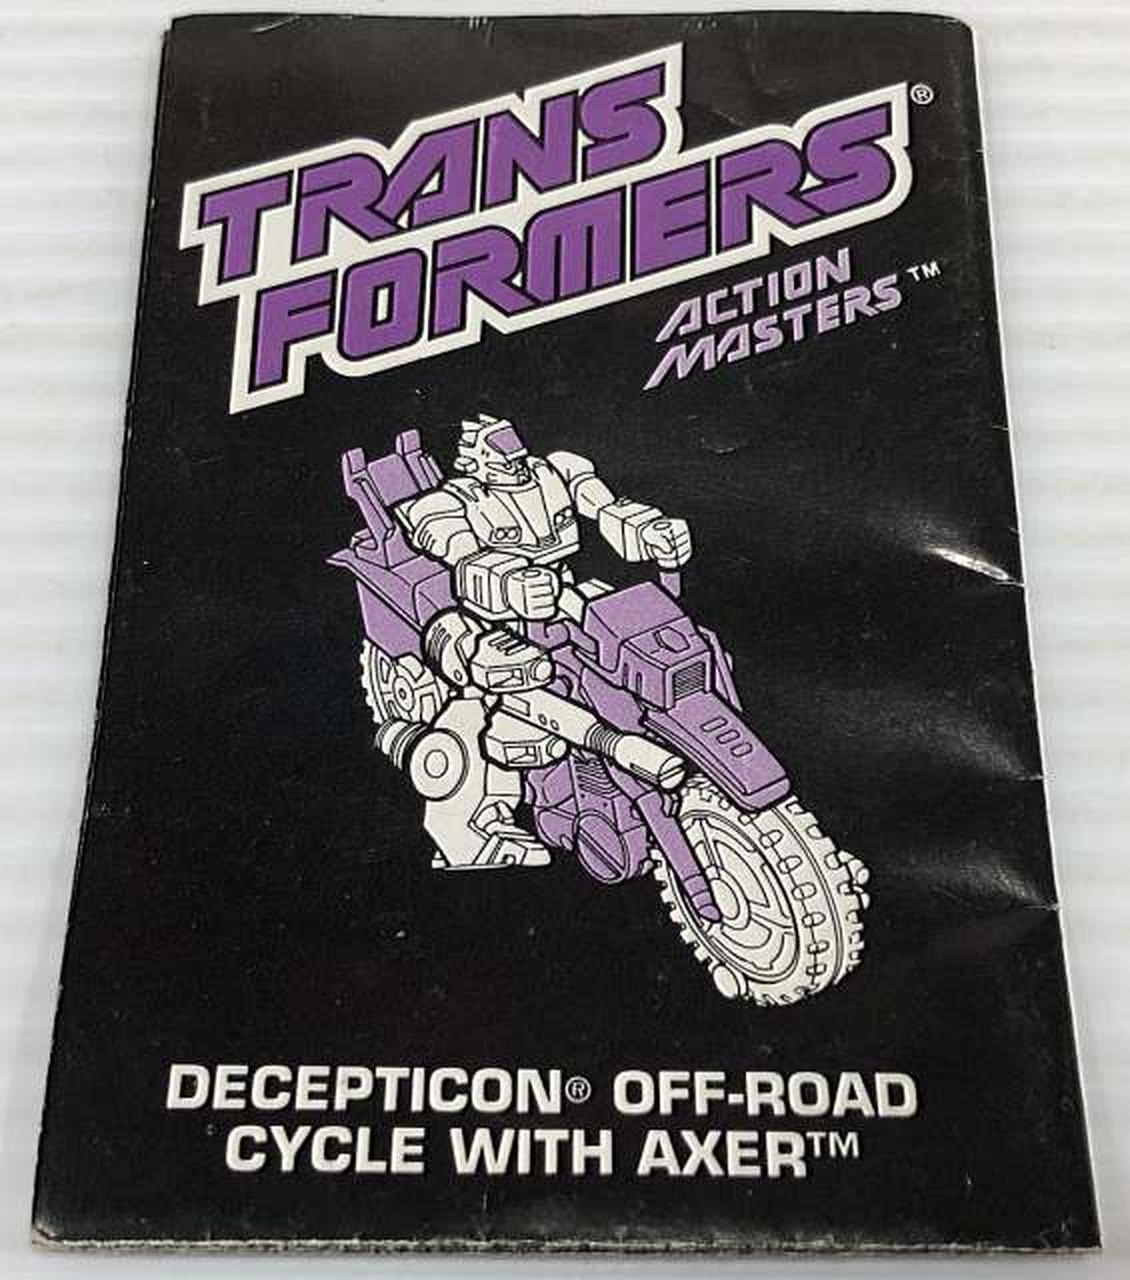 TRANS
FORMERS®
ACTION
MASTERS™
DECEPTICON® OFF-ROAD
CYCLE WITH AXER™